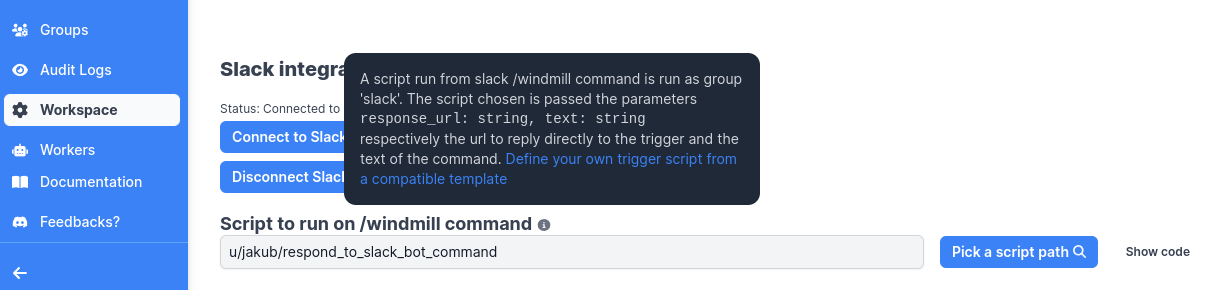 Groups
Audit Logs
Workspace
Workers
Documentation
Feedbacks?
Slack integra
Status: Connected to
Connect to Slack
Disconnect Slack
A script run from slack /windmill command is run as group
'slack'. The script chosen is passed the parameters
response_url: string, text: string
respectively the url to reply directly to the trigger and the
text of the command. Define your own trigger script from
a compatible template
Script to run on /windmill command
u/jakub/respond_to_slack_bot_command
Pick a script path
Show code